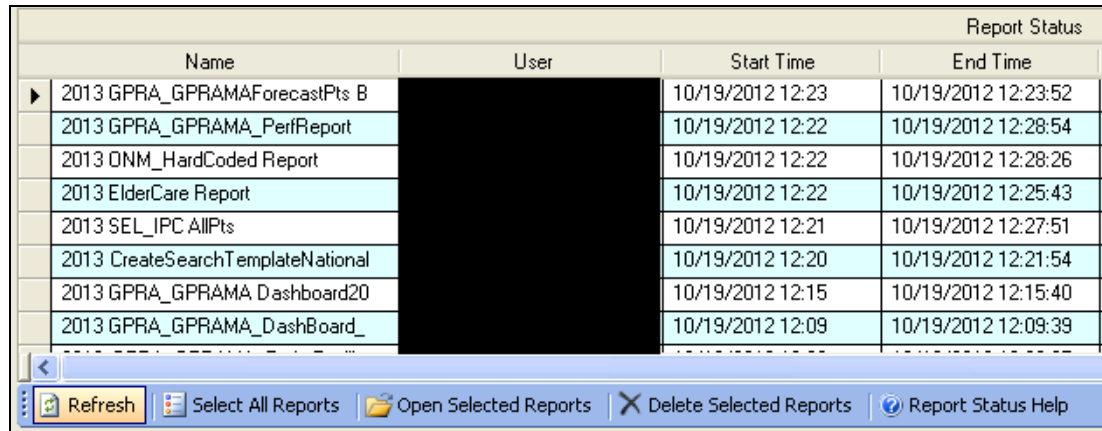 Report Status
Name User Start Time End Time
2013 GPRA_GPRAMAForecastPts B 10/19/2012 12:23 10/19/2012 12:23:52
2013 GPRA_GPRAMA_PerfReport 10/19/2012 12:22 10/19/2012 12:28:54
2013 ONM_HardCoded Report 10/19/2012 12:22 10/19/2012 12:28:26
2013 ElderCare Report 10/19/2012 12:22 10/19/2012 12:25:43
2013 SEL_IPC AllPts 10/19/2012 12:21 10/19/2012 12:27:51
2013 CreateSearchTemplateNational 10/19/2012 12:20 10/19/2012 12:21:54
2013 GPRA_GPRAMA Dashboard20 10/19/2012 12:15 10/19/2012 12:15:40
2013 GPRA_GPRAMA_DashBoard_ 10/19/2012 12:09 10/19/2012 12:09:39
Refresh Select All Reports Open Selected Reports Delete Selected Reports Report Status Help